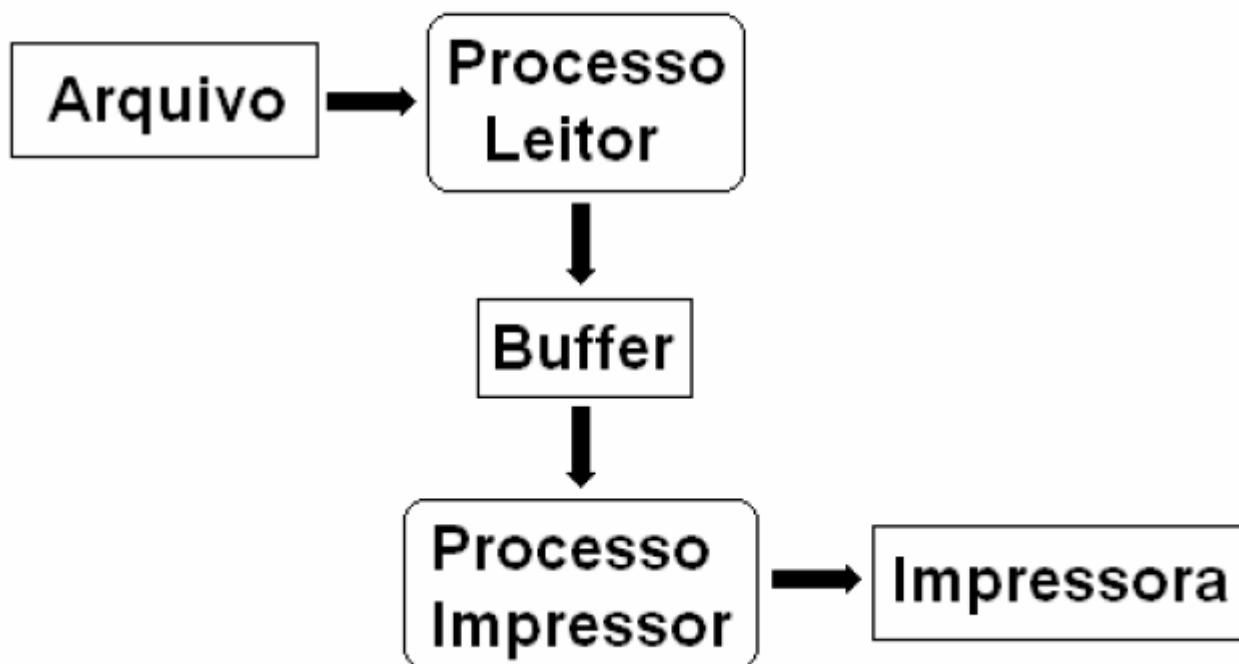 Arquivo
Processo
Leitor
Buffer
Processo
Impressor
Impressora